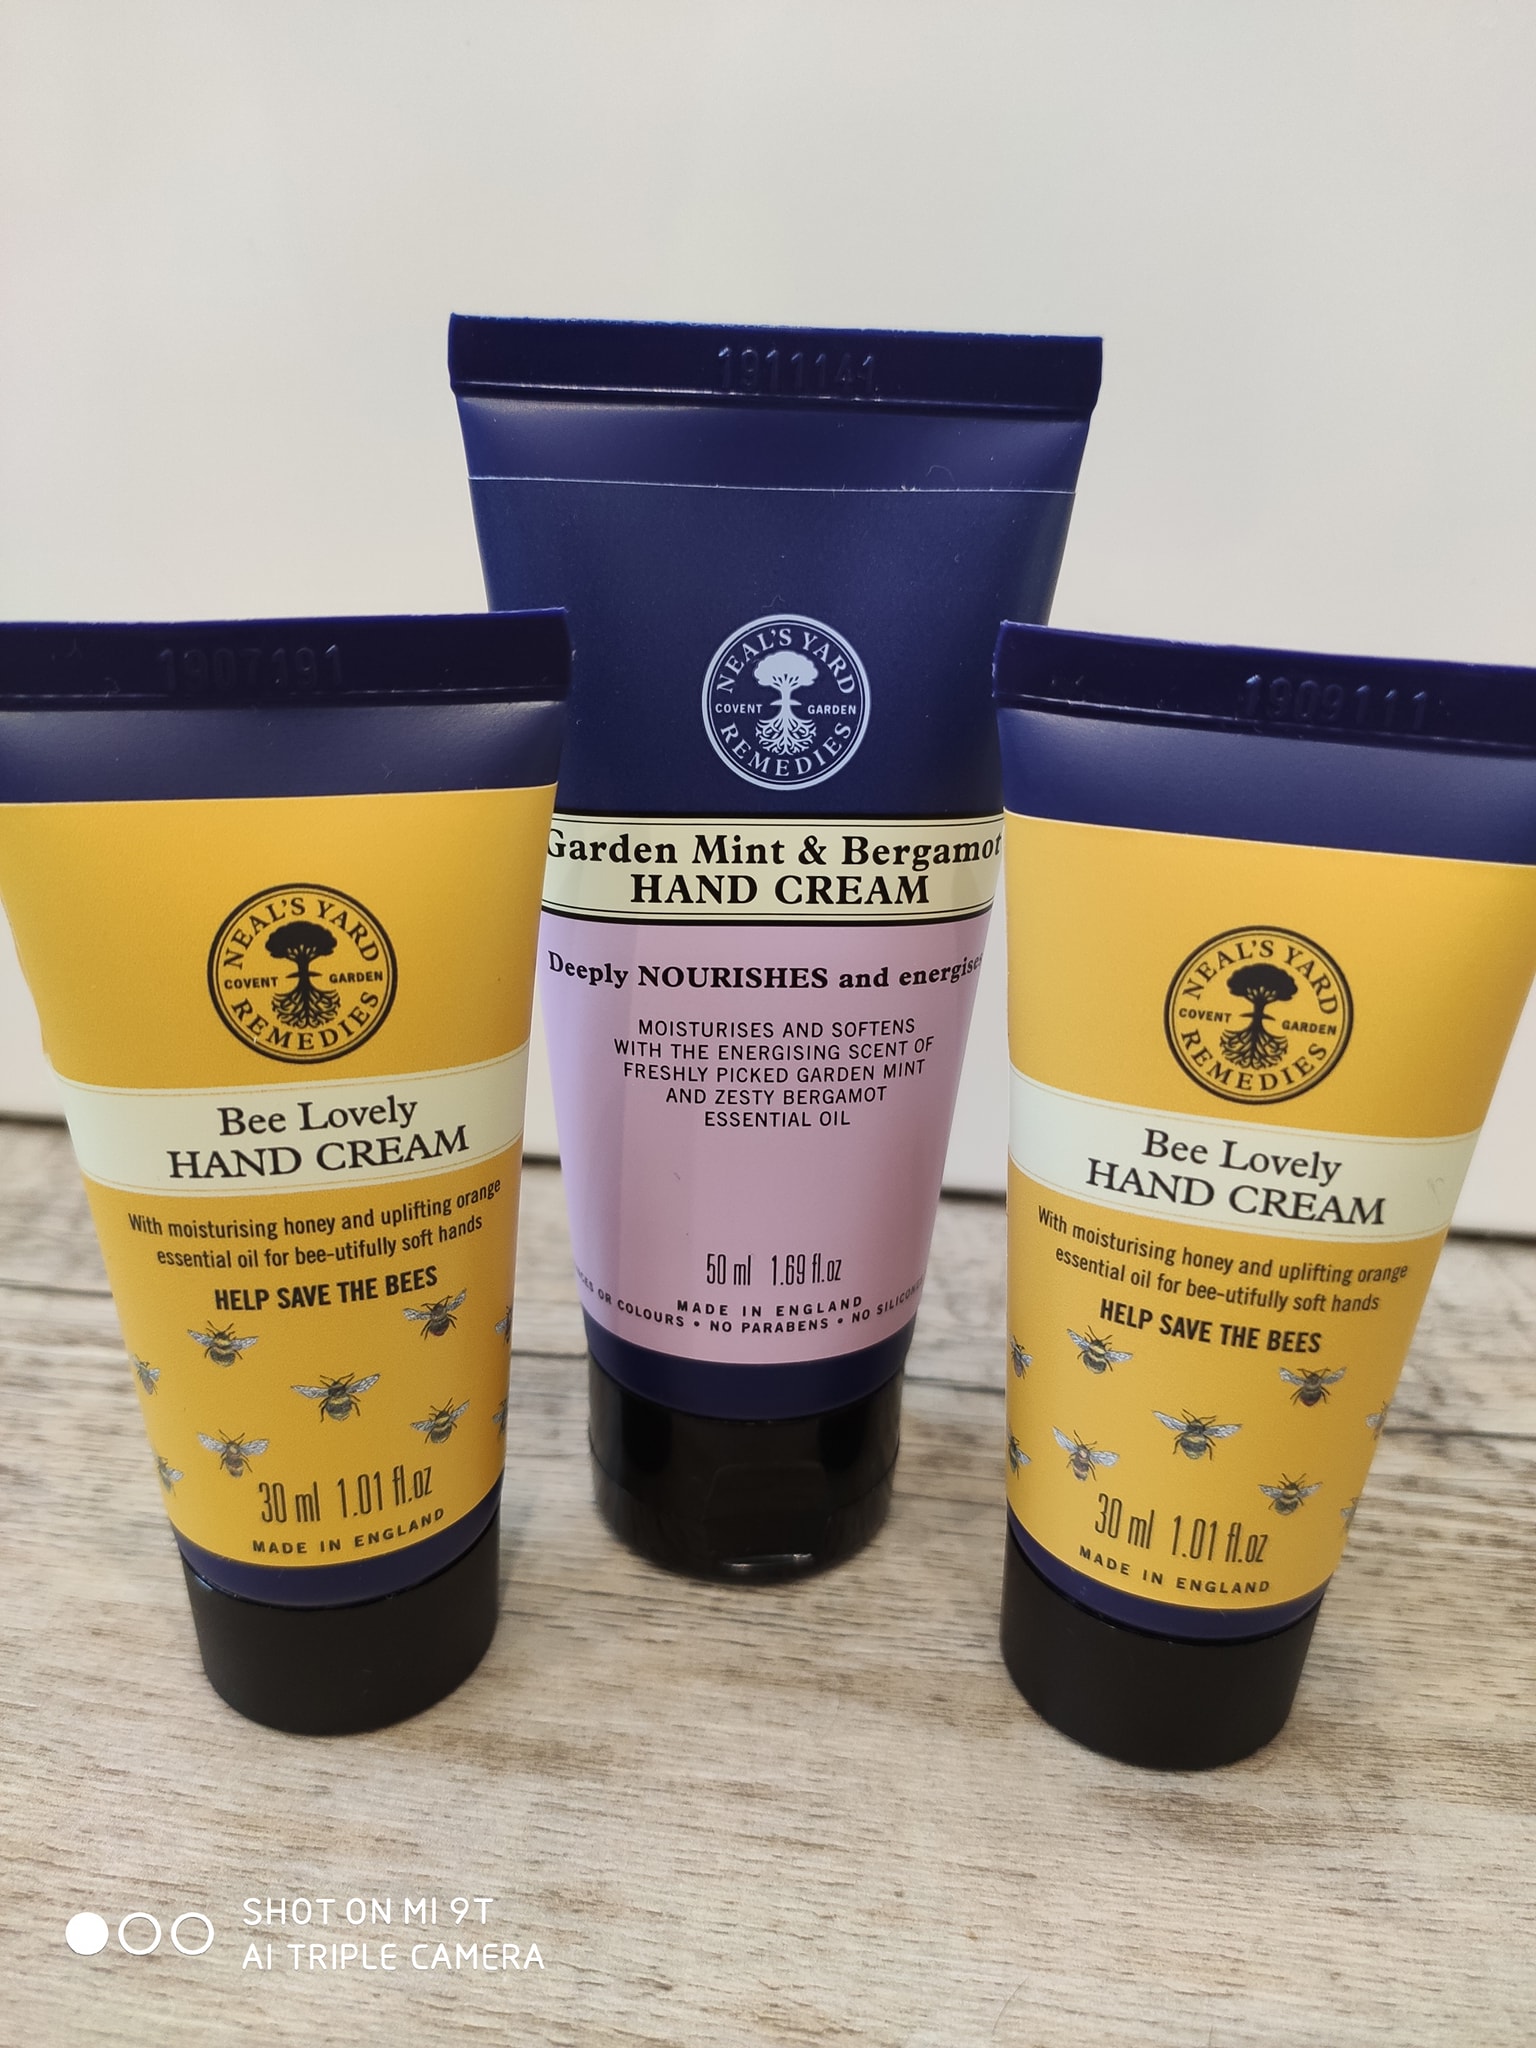 1911141
NEAL'S YARD
COVENT GARDEN
REMEDIES
Garden Mint & Bergamot
HAND CREAM
Deeply NOURISHES and energises
MOISTURISES AND SOFTENS
WITH THE ENERGISING SCENT OF
FRESHLY PICKED GARDEN MINT
AND ZESTY BERGAMOT
ESSENTIAL OIL
50 ml 1.69 fl.oz
MADE IN ENGLAND
OR COLOURS • NO PARABENS • NO
1907191
NEAL'S YARD
COVENT GARDEN
REMEDIES
Bee Lovely
HAND CREAM
With moisturising honey and uplifting orange
essential oil for bee-utifully soft hands
HELP SAVE THE BEES
30 ml 1.01 fl.oz
MADE IN ENGLAND
1909111
NEAL'S YARD
COVENT GARDEN
REMEDIES
Bee Lovely
HAND CREAM
With moisturising honey and uplifting orange
essential oil for bee-utifully soft hands
HELP SAVE THE BEES
30 ml 1.01 fl.oz
MADE IN ENGLAND
SHOT ON MI 9T
AI TRIPLE CAMERA